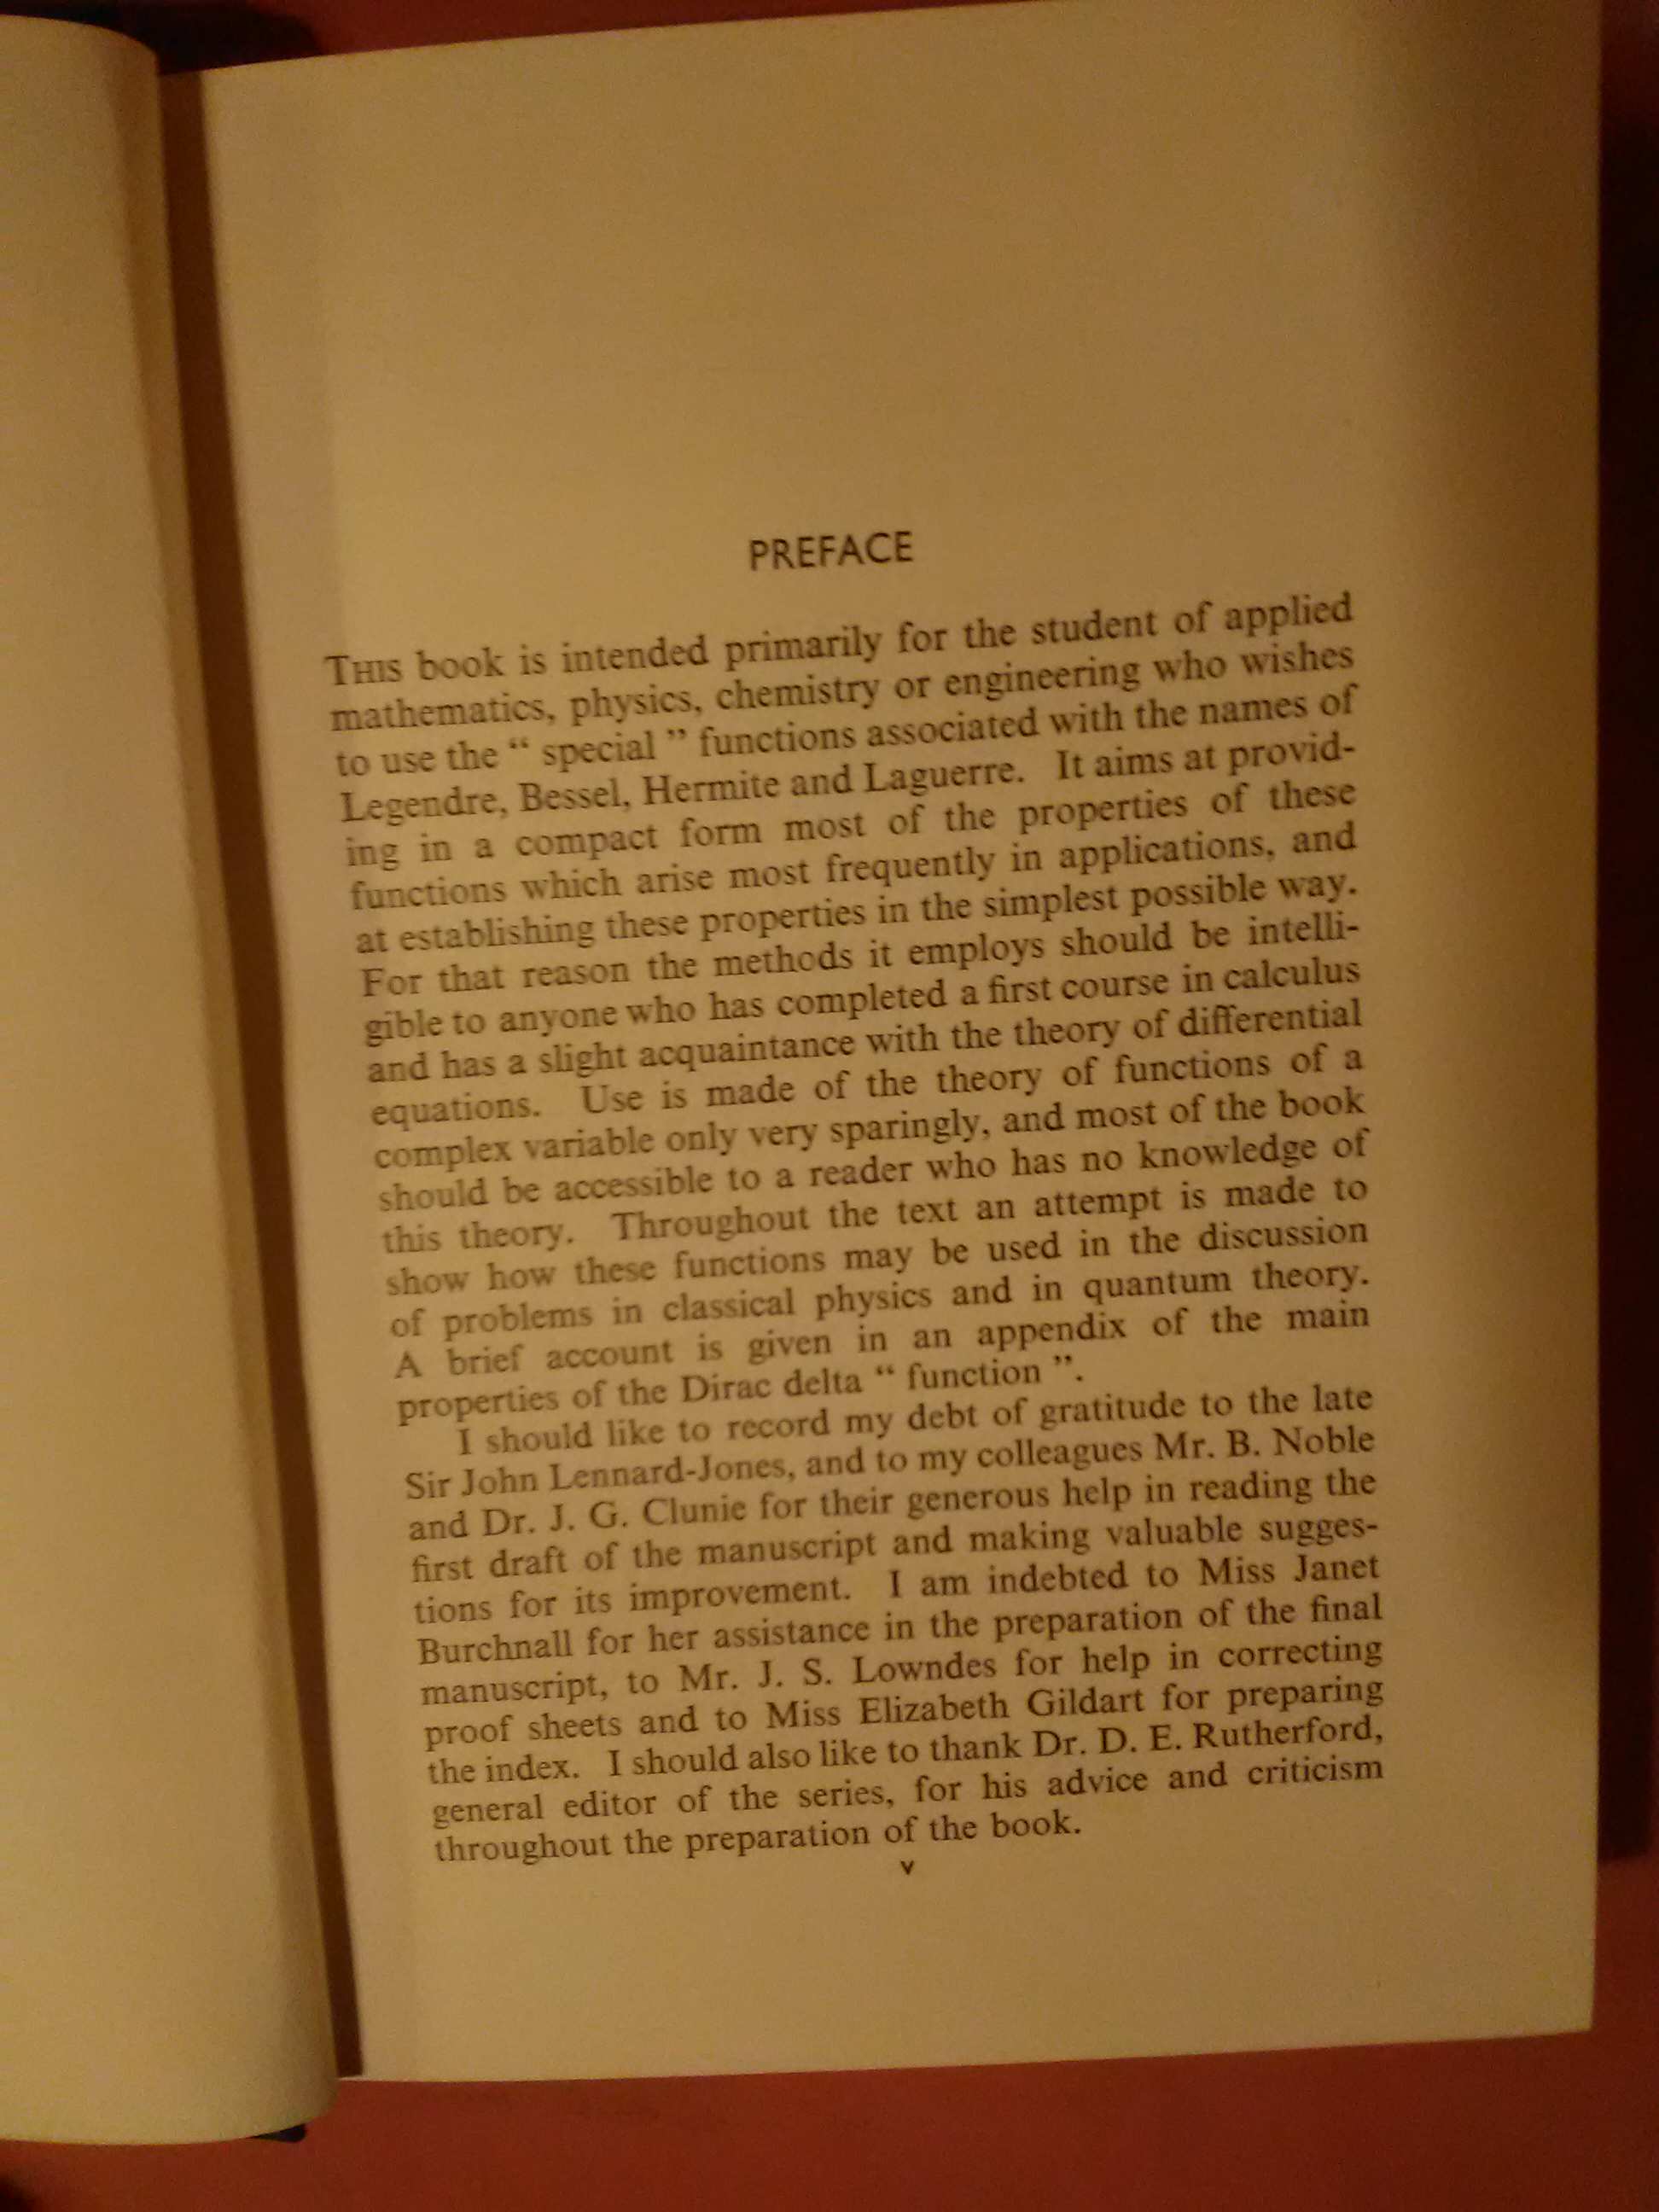 PREFACE
THIS book is intended primarily for the student of applied
mathematics, physics, chemistry or engineering who wishes
to use the “ special ” functions associated with the names of
Legendre, Bessel, Hermite and Laguerre. It aims at provid-
ing in a compact form most of the properties of these
functions which arise most frequently in applications, and
at establishing these properties in the simplest possible way.
For that reason the methods it employs should be intelli-
gible to anyone who has completed a first course in calculus
and has a slight acquaintance with the theory of differential
equations. Use is made of the theory of functions of a
complex variable only very sparingly, and most of the book
should be accessible to a reader who has no knowledge of
this theory. Throughout the text an attempt is made to
show how these functions may be used in the discussion
of problems in classical physics and in quantum theory.
A brief account is given in an appendix of the main
properties of the Dirac delta “ function ”.
I should like to record my debt of gratitude to the late
Sir John Lennard-Jones, and to my colleagues Mr. B. Noble
and Dr. J. G. Clunie for their generous help in reading the
first draft of the manuscript and making valuable sugges-
tions for its improvement. I am indebted to Miss Janet
Burchnall for her assistance in the preparation of the final
manuscript, to Mr. J. S. Lowndes for help in correcting
proof sheets and to Miss Elizabeth Gildart for preparing
the index. I should also like to thank Dr. D. E. Rutherford,
general editor of the series, for his advice and criticism
throughout the preparation of the book.
v